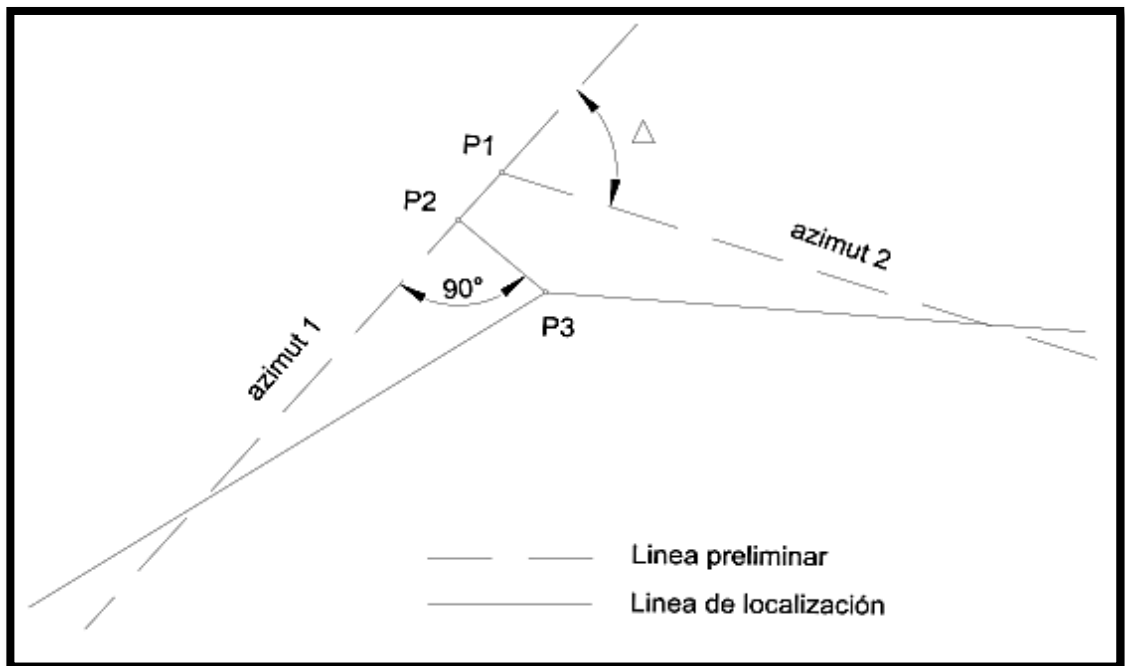 P1
△
P2
azimut 2
90°
P3
azimut 1
Linea preliminar
Linea de localización